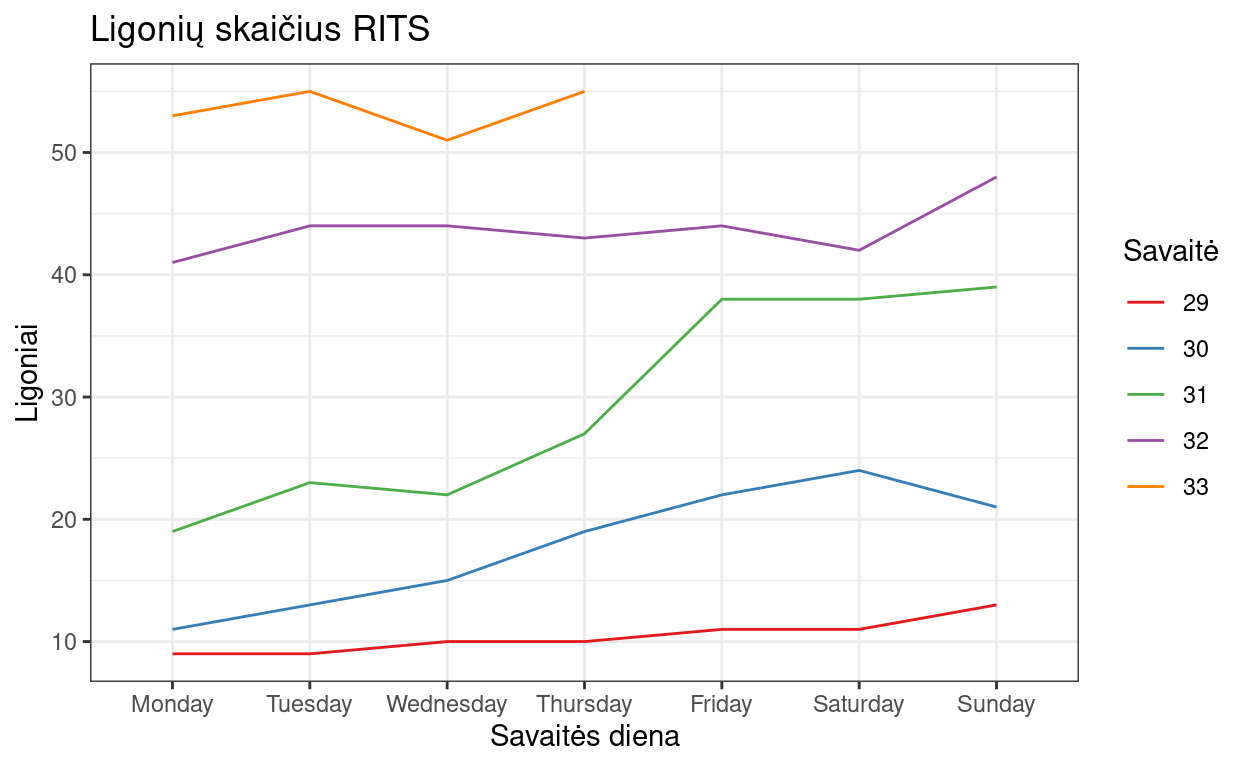 Ligonių skaičius RITS
Ligoniai
50
40
30
20
10
Monday Tuesday Wednesday Thursday Friday Saturday Sunday
Savaitės diena
Savaitė
29
30
31
32
33